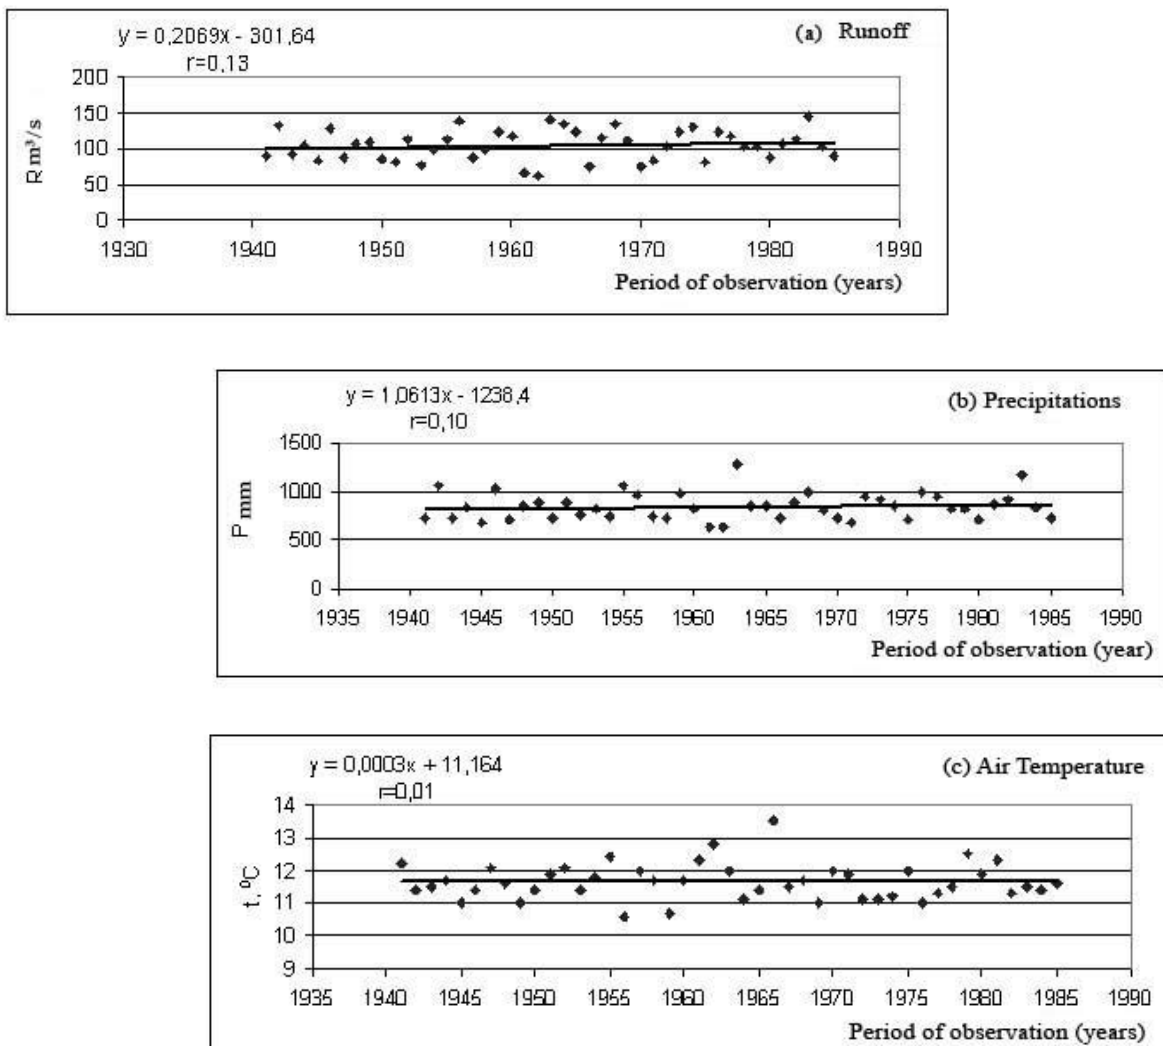 y = 0,2069x - 301,64
r=0,13
(a) Runoff
200
150
100
50
0
R m³/s
1930 1940 1950 1960 1970 1980 1990
Period of observation (years)
y = 1,0613x - 1238,4
r=0,10
(b) Precipitations
1500
1000
500
0
P mm
1935 1940 1945 1950 1955 1960 1965 1970 1975 1980 1985 1990
Period of observation (year)
y = 0,0003x + 11,164
r=0,01
(c) Air Temperature
14
13
12
11
10
9
t, ºC
1935 1940 1945 1950 1955 1960 1965 1970 1975 1980 1985 1990
Period of observation (years)